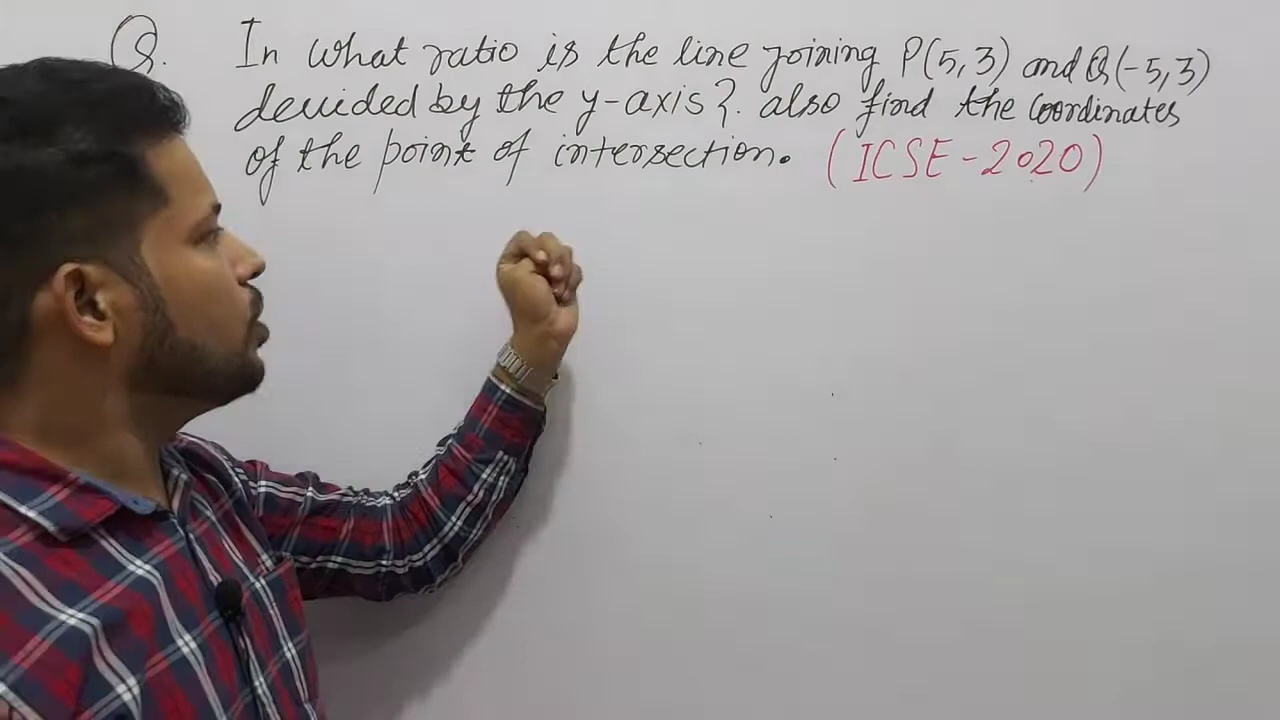 Q. In what ratio is the line joining P(5,3) and Q(-5,3)
devided by the y-axis?. also find the coordinates
of the point of intersection. (ICSE-2020)